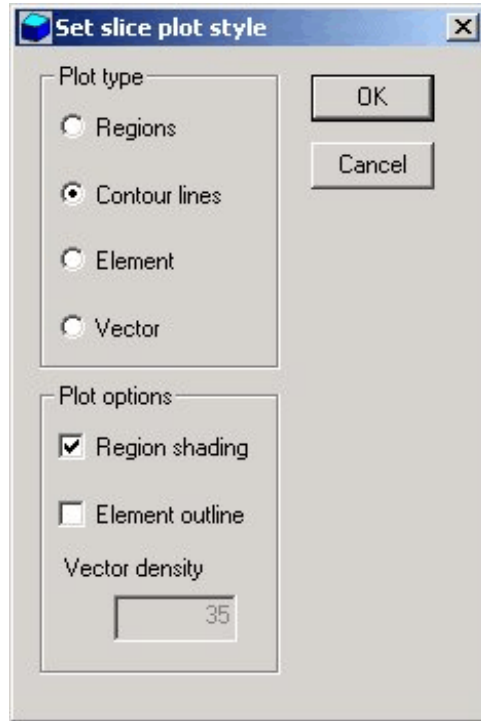 Set slice plot style
Plot type
Regions
Contour lines
Element
Vector
OK
Cancel
Plot options
Region shading
Element outline
Vector density
35